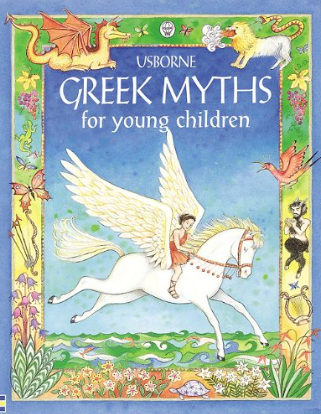 USBORNE
GREEK MYTHS
for young children